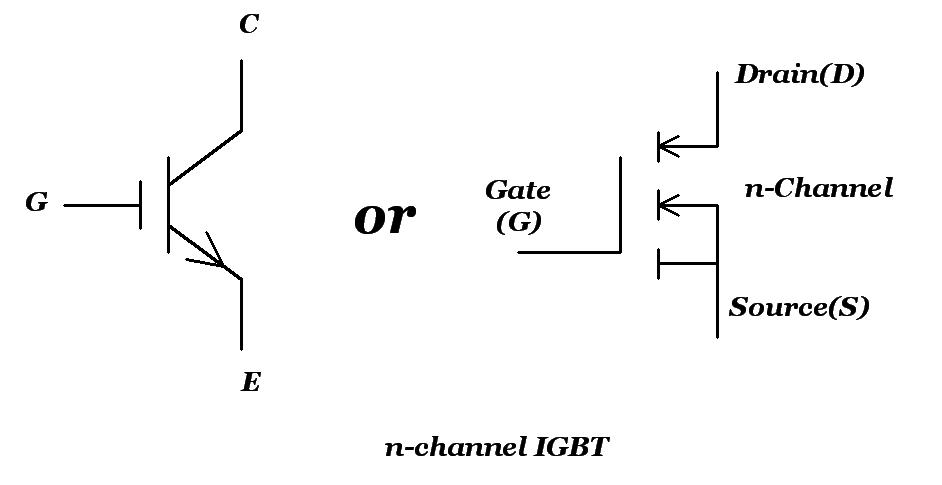 C
G
E
or
Gate
(G)
Drain(D)
n-Channel
Source(S)
n-channel IGBT